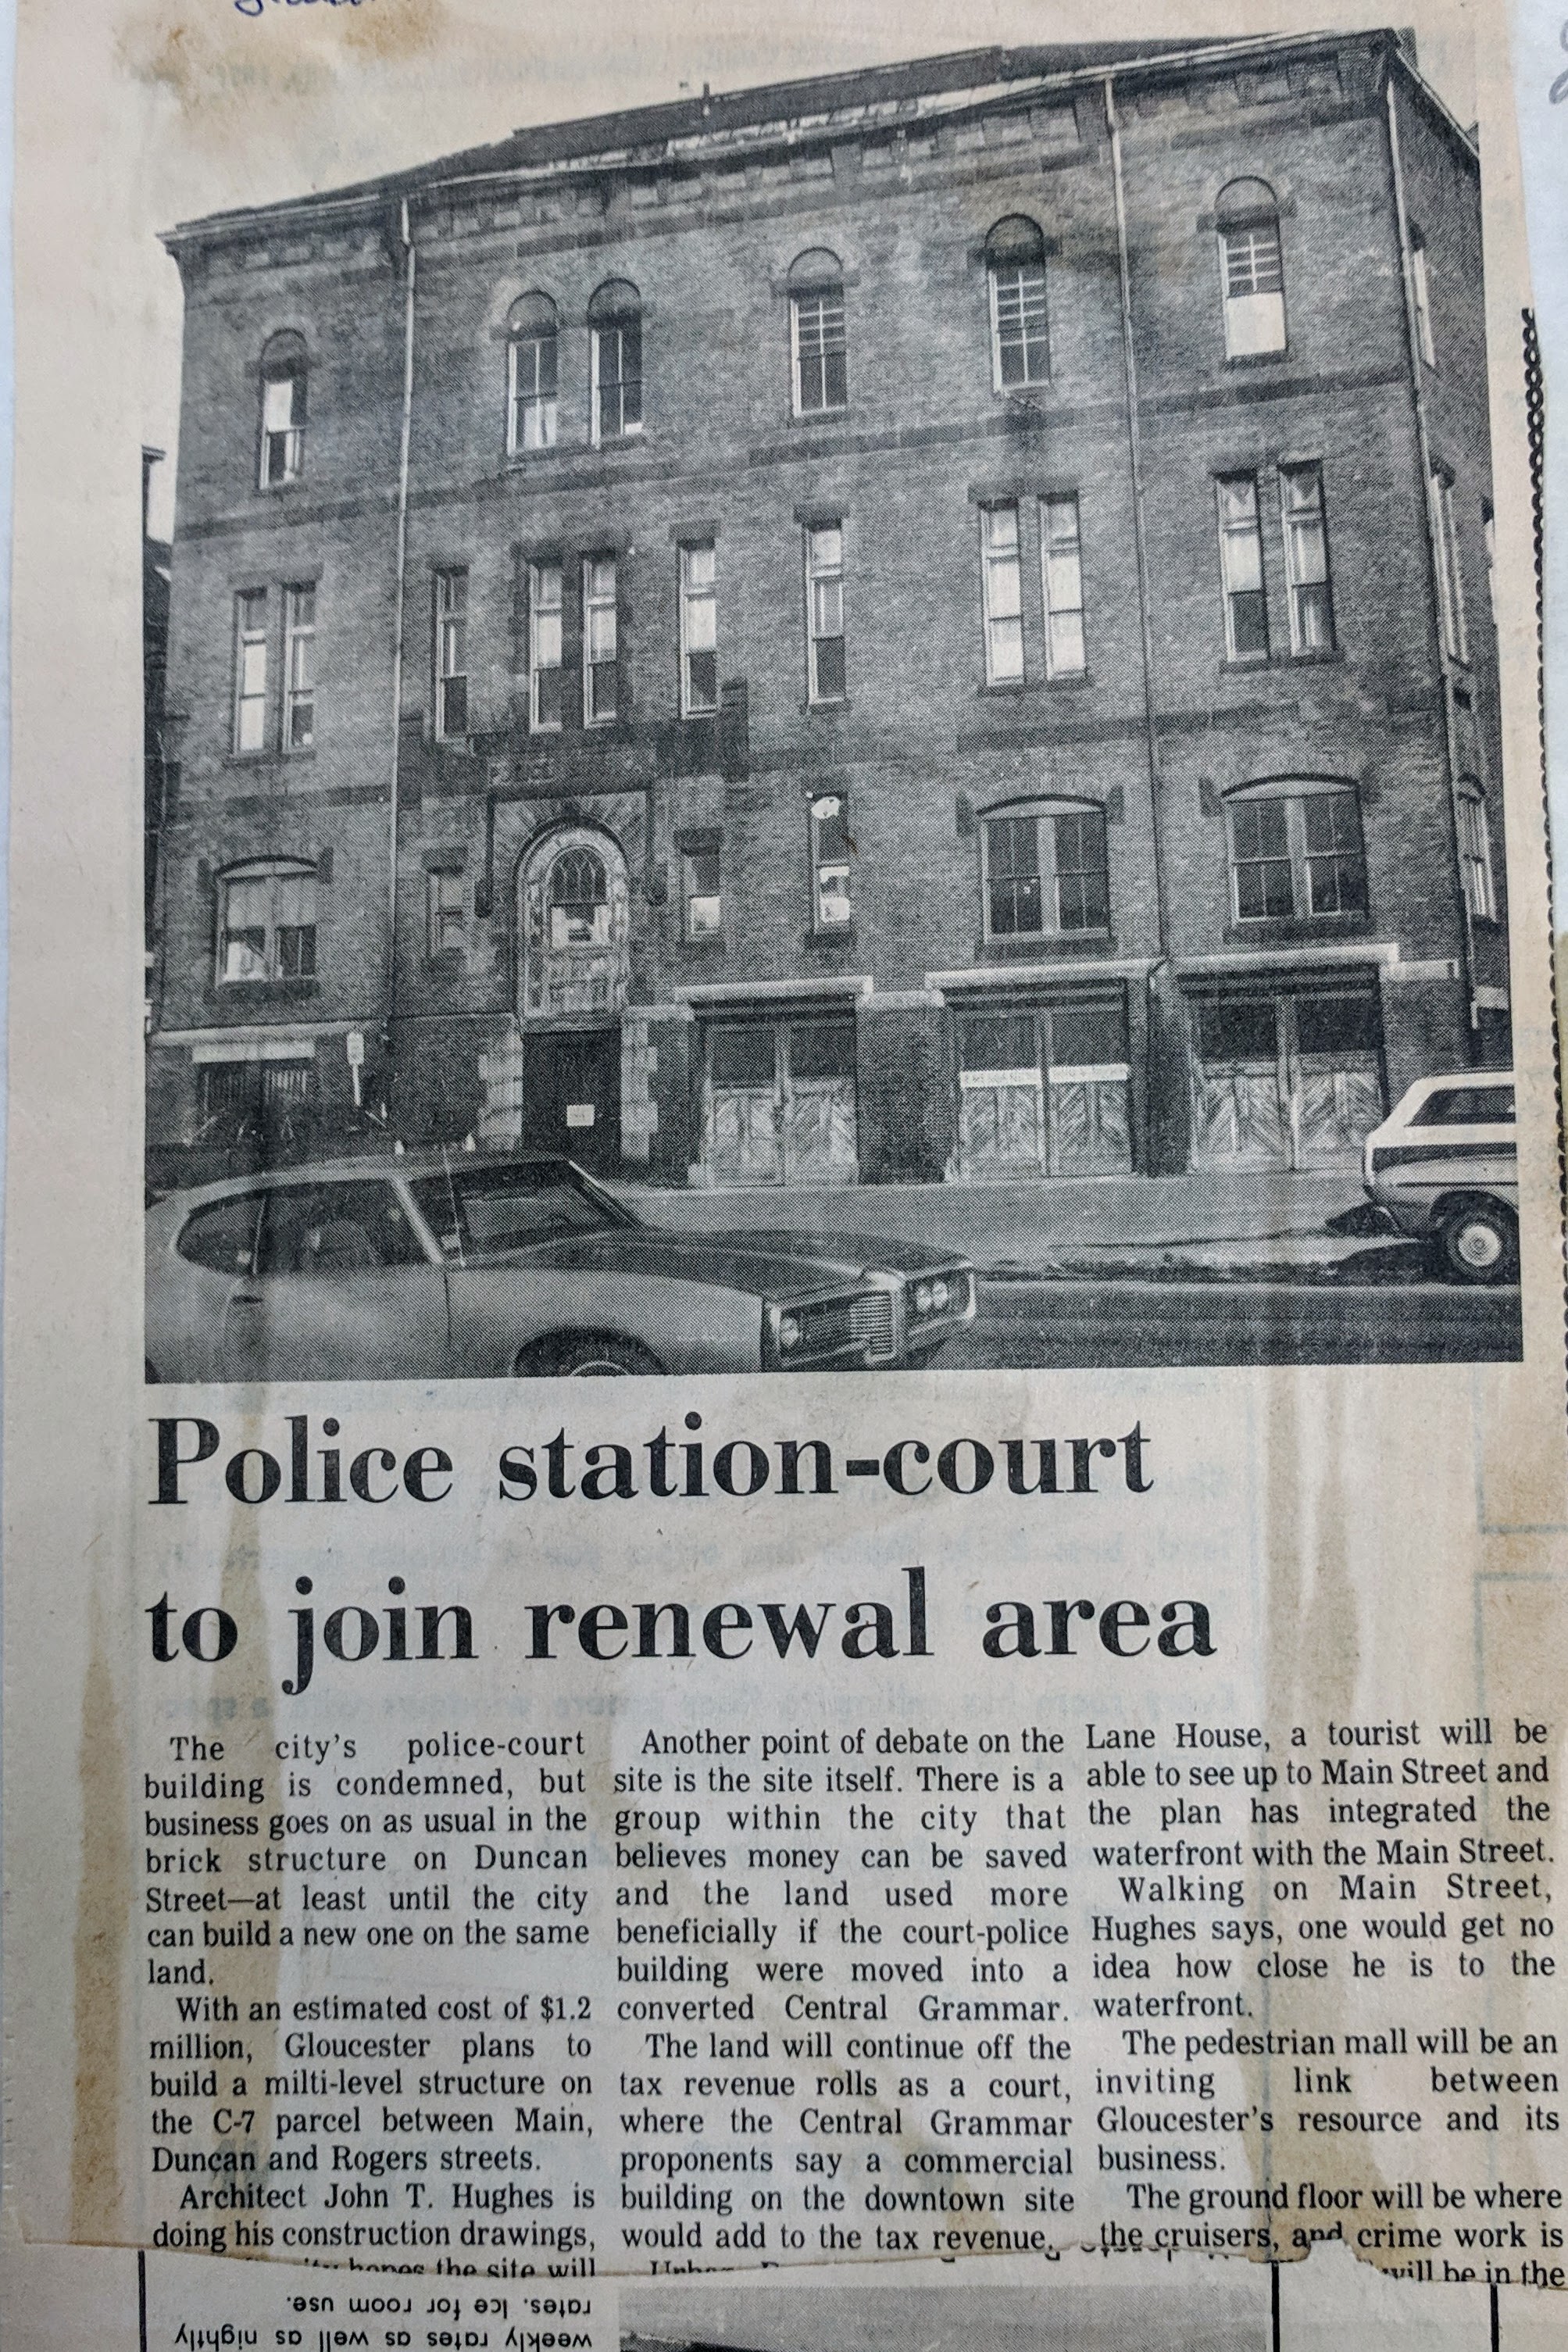 POLICE
Police station-court
to join renewal area
The city's police-court
building is condemned, but
business goes on as usual in the
brick structure on Duncan
Street—at least until the city
can build a new one on the same
land.
With an estimated cost of $1.2
million, Gloucester plans to
build a milti-level structure on
the C-7 parcel between Main,
Duncan and Rogers streets.
Architect John T. Hughes is
doing his construction drawings,
hopes the site will
Another point of debate on the
site is the site itself. There is a
group within the city that
believes money can be saved
and the land used more
beneficially if the court-police
building were moved into a
converted Central Grammar.
The land will continue off the
tax revenue rolls as a court,
where the Central Grammar
proponents say a commercial
building on the downtown site
would add to the tax revenue.
Lane House, a tourist will be
able to see up to Main Street and
the plan has integrated the
waterfront with the Main Street.
Walking on Main Street,
Hughes says, one would get no
idea how close he is to the
waterfront.
The pedestrian mall will be an
inviting link between
Gloucester's resource and its
business.
The ground floor will be where
the cruisers, and crime work is
will be in the
weekly rates as well as nightly
rates. Ice for room use.